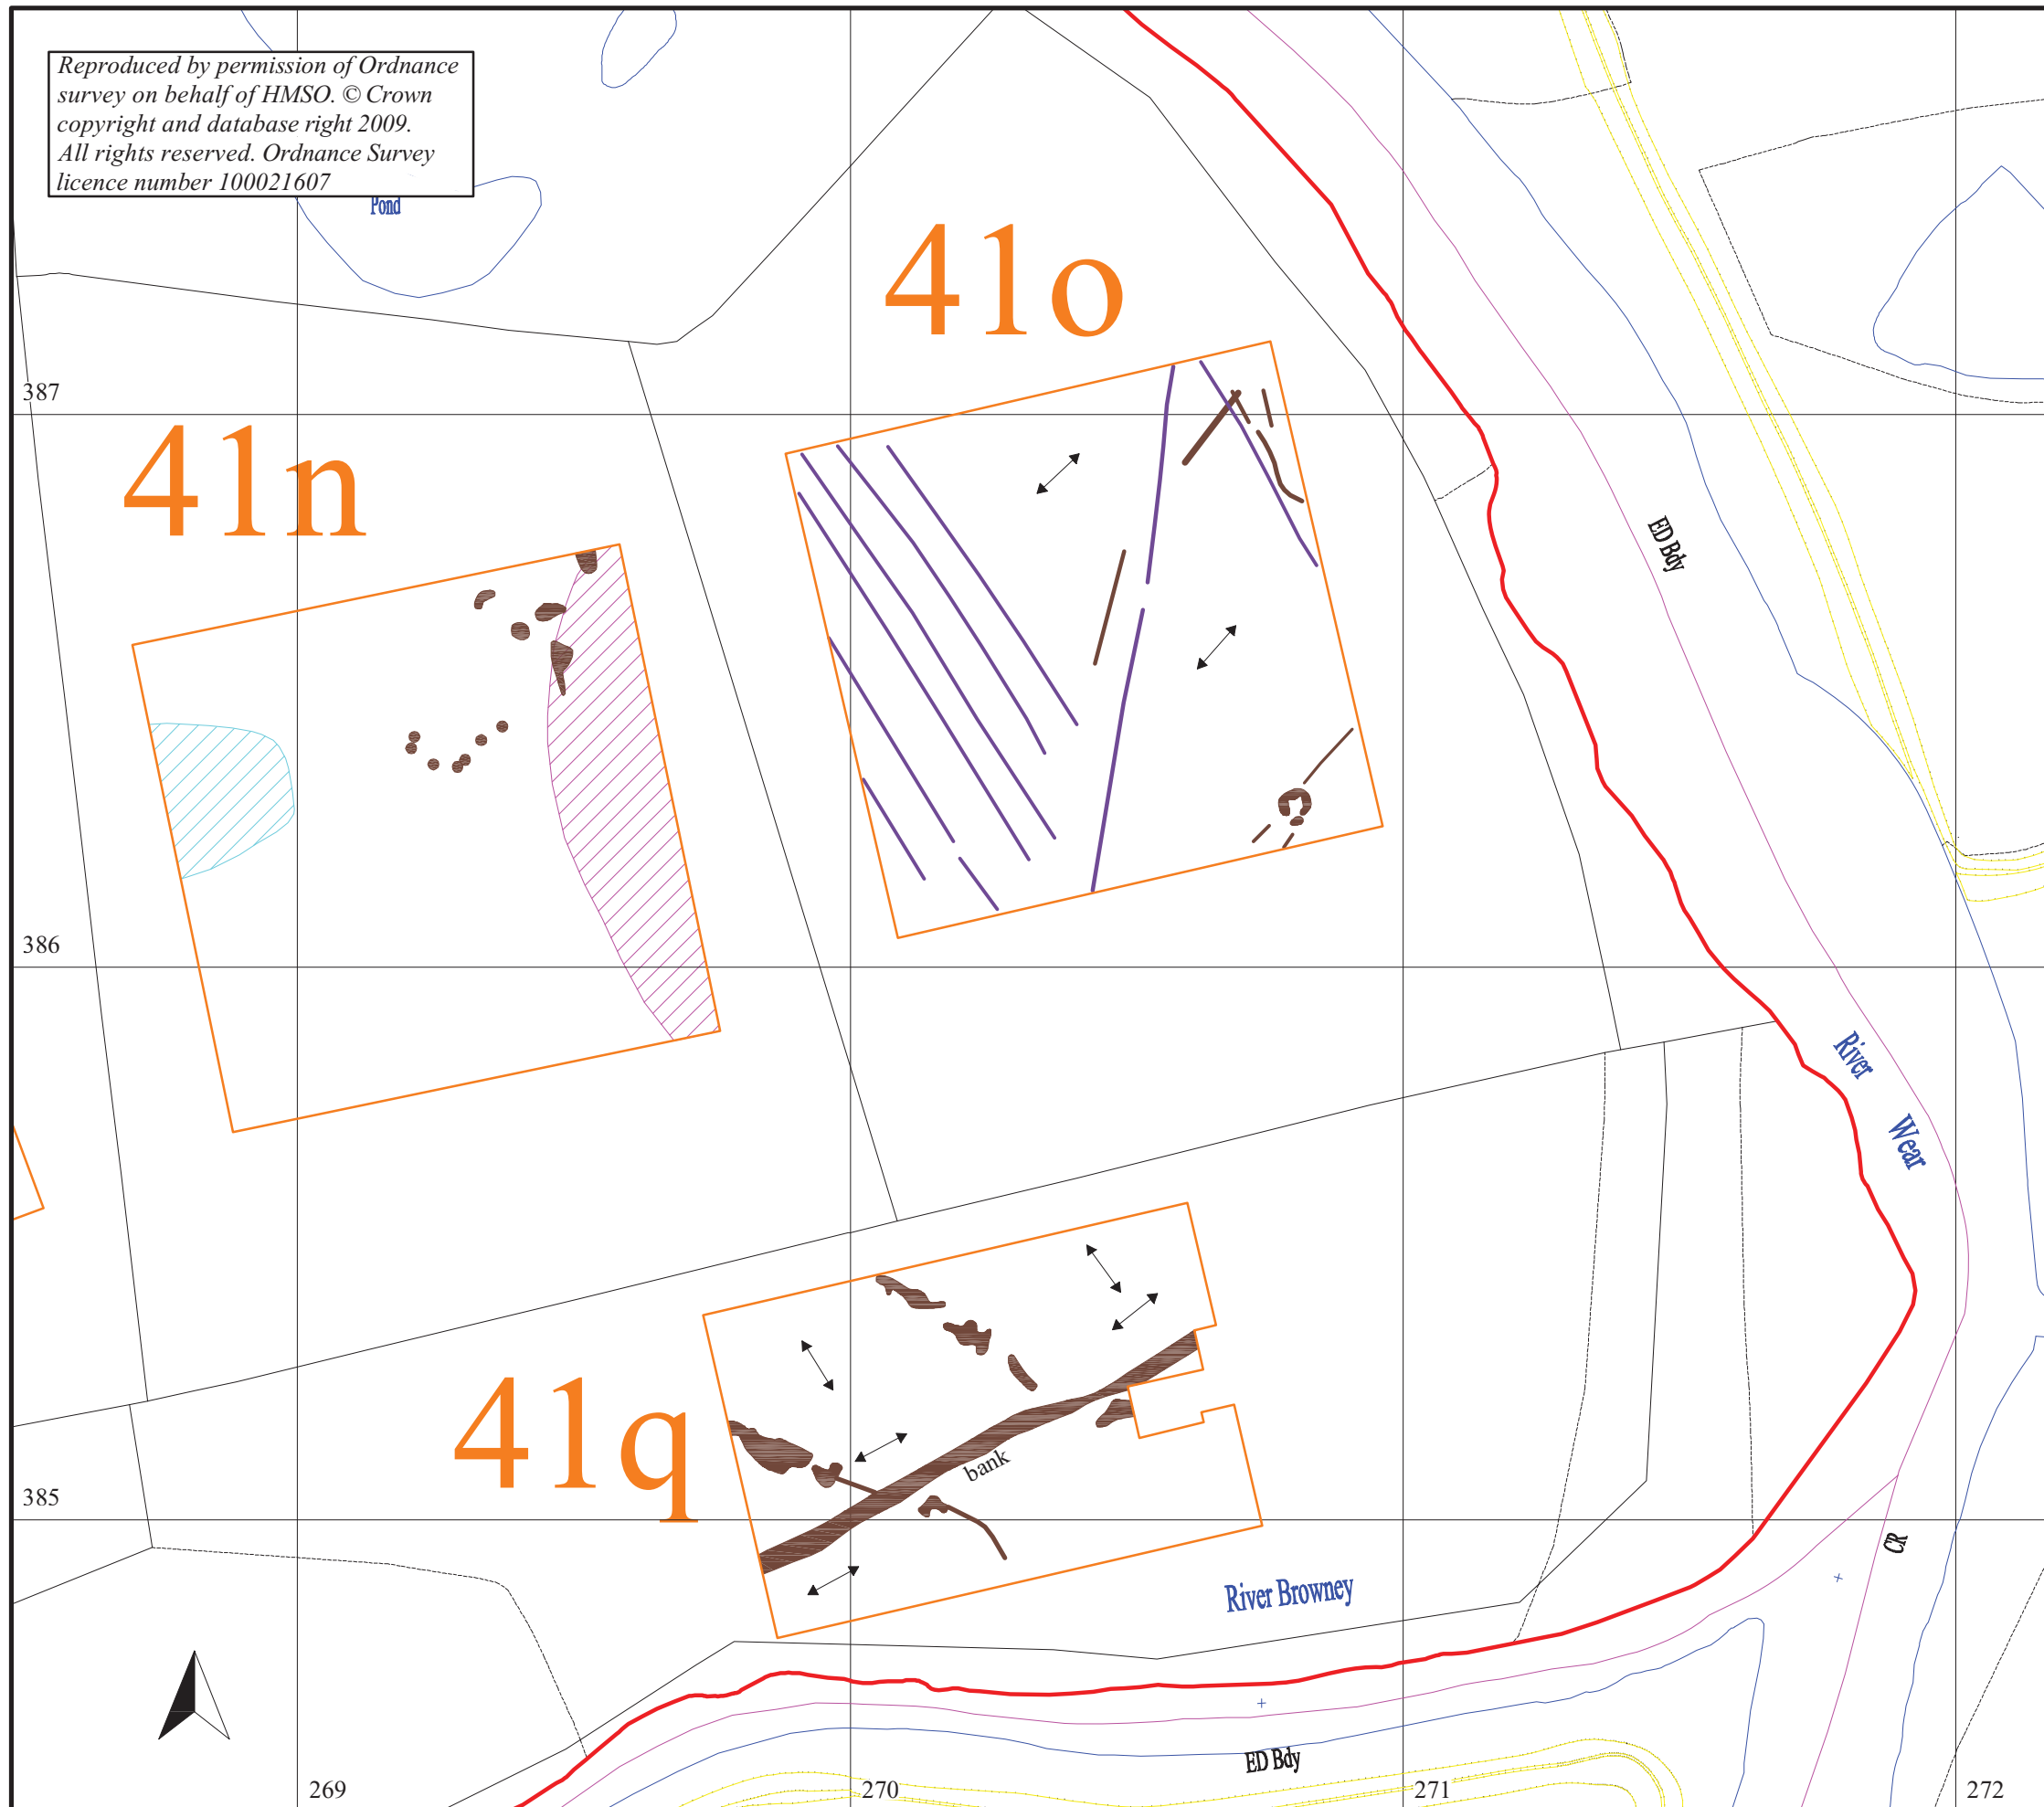 Reproduced by permission of Ordnance
survey on behalf of HMSO. © Crown
copyright and database right 2009.
All rights reserved. Ordnance Survey
licence number 100021607
Pond
41o
387
41n
ED Bdy
386
River
Wear
41q
bank
385
CR
River Browney
ED Bdy
269
270
271
272